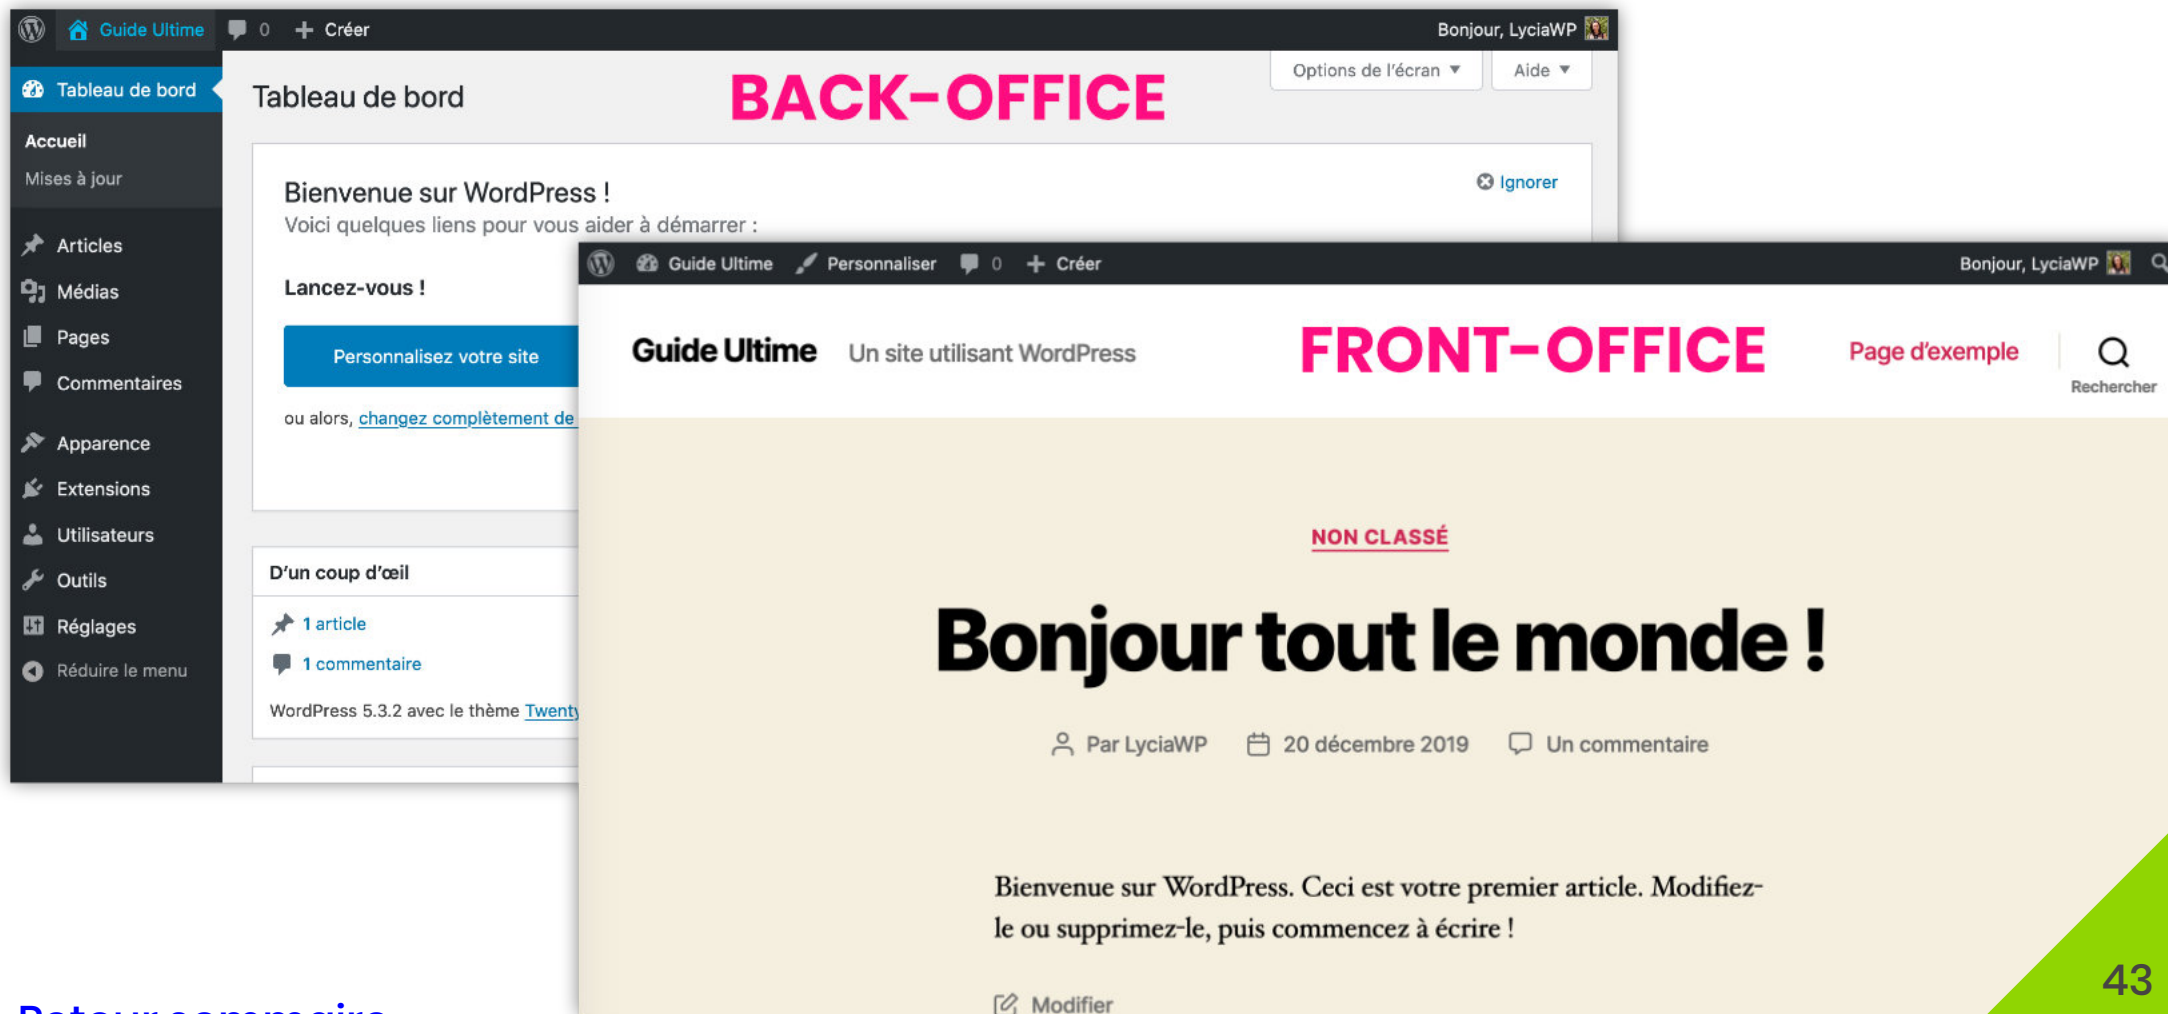 Guide Ultime 0 + Créer Bonjour, LyciaWP
Tableau de bord
Accueil
Mises à jour
Articles
Médias
Pages
Commentaires
Apparence
Extensions
Utilisateurs
Outils
Réglages
Réduire le menu
Tableau de bord
BACK-OFFICE
Options de l'écran ▼ Aide ▼
Bienvenue sur WordPress !
Ignorer
Voici quelques liens pour vous aider à démarrer :
Lancez-vous !
Personnalisez votre site
ou alors, changez complètement de
D'un coup d'œil
1 article
1 commentaire
WordPress 5.3.2 avec le thème Twenty
Guide Ultime Personnaliser 0 + Créer Bonjour, LyciaWP
Guide Ultime Un site utilisant WordPress
FRONT-OFFICE
Page d'exemple
Rechercher
NON CLASSÉ
Bonjour tout le monde !
Par LyciaWP 20 décembre 2019 Un commentaire
Bienvenue sur WordPress. Ceci est votre premier article. Modifiez-
le ou supprimez-le, puis commencez à écrire !
Modifier
Retour sommaire
43